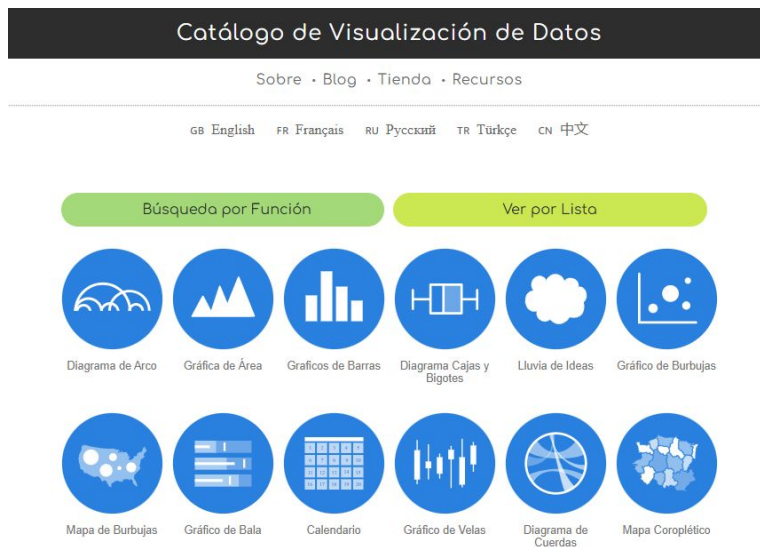 Catálogo de Visualización de Datos
Sobre • Blog • Tienda • Recursos
GB English FR Français RU Русский TR Türkçe CN 中文
Búsqueda por Función Ver por Lista
Diagrama de Arco Gráfica de Área Graficos de Barras Diagrama Cajas y Bigotes Lluvia de Ideas Gráfico de Burbujas
Mapa de Burbujas Gráfico de Bala Calendario Gráfico de Velas Diagrama de Cuerdas Mapa Coroplético